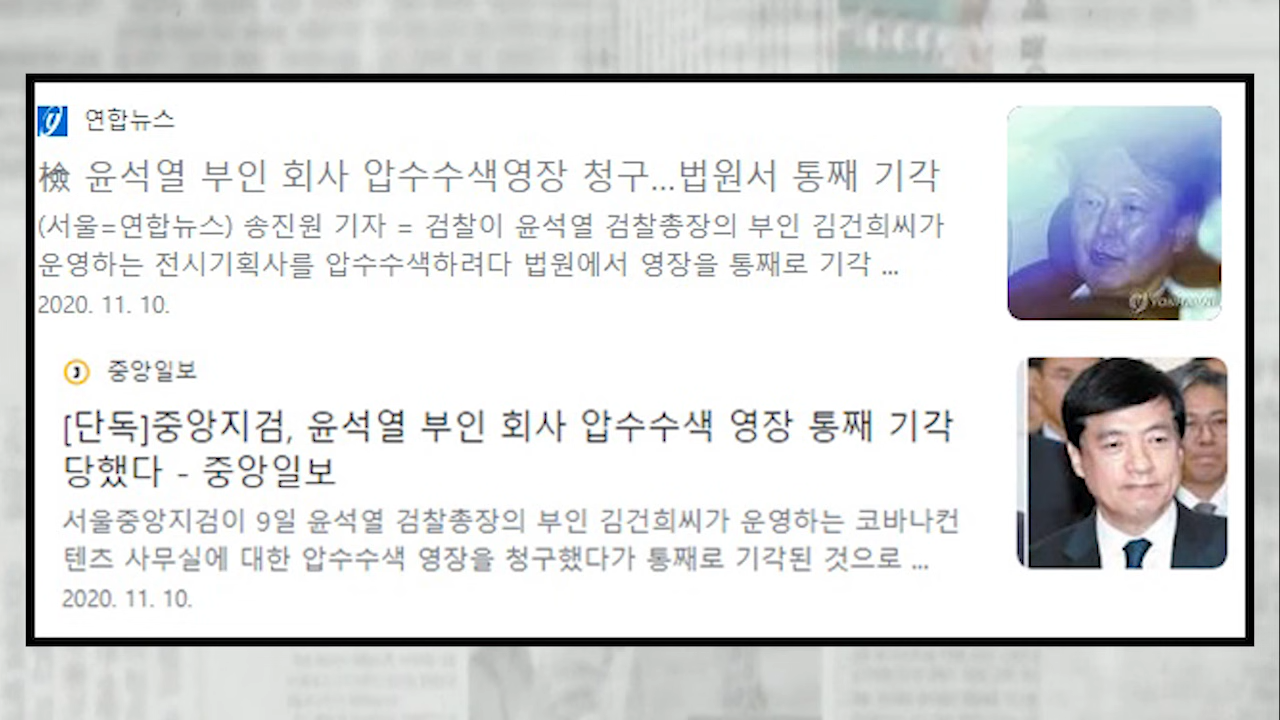 연합뉴스
檢 윤석열 부인 회사 압수수색영장 청구...법원서 통째 기각
(서울=연합뉴스) 송진원 기자 = 검찰이 윤석열 검찰총장의 부인 김건희씨가
운영하는 전시기획사를 압수수색하려다 법원에서 영장을 통째로 기각 ...
2020. 11. 10.
중앙일보
[단독]중앙지검, 윤석열 부인 회사 압수수색 영장 통째 기각
당했다 - 중앙일보
서울중앙지검이 9일 윤석열 검찰총장의 부인 김건희씨가 운영하는 코바나컨
텐츠 사무실에 대한 압수수색 영장을 청구했다가 통째로 기각된 것으로 ...
2020. 11. 10.